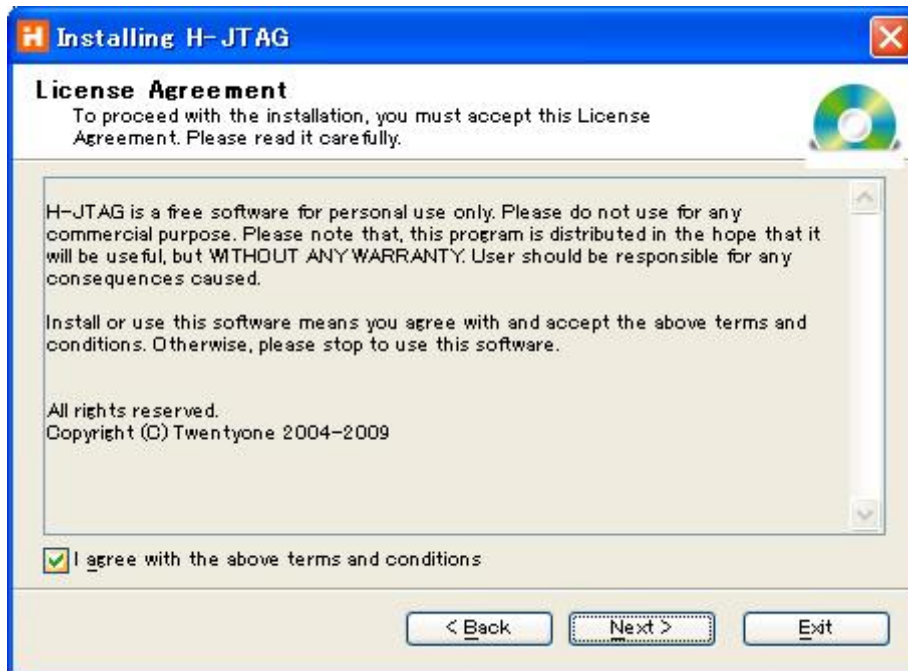 H Installing H-JTAG
License Agreement
To proceed with the installation, you must accept this License
Agreement. Please read it carefully.
H-JTAG is a free software for personal use only. Please do not use for any
commercial purpose. Please note that, this program is distributed in the hope that it
will be useful, but WITHOUT ANY WARRANTY. User should be responsible for any
consequences caused.
Install or use this software means you agree with and accept the above terms and
conditions. Otherwise, please stop to use this software.
All rights reserved.
Copyright (C) Twentyone 2004-2009
I agree with the above terms and conditions
< Back
Next >
Exit